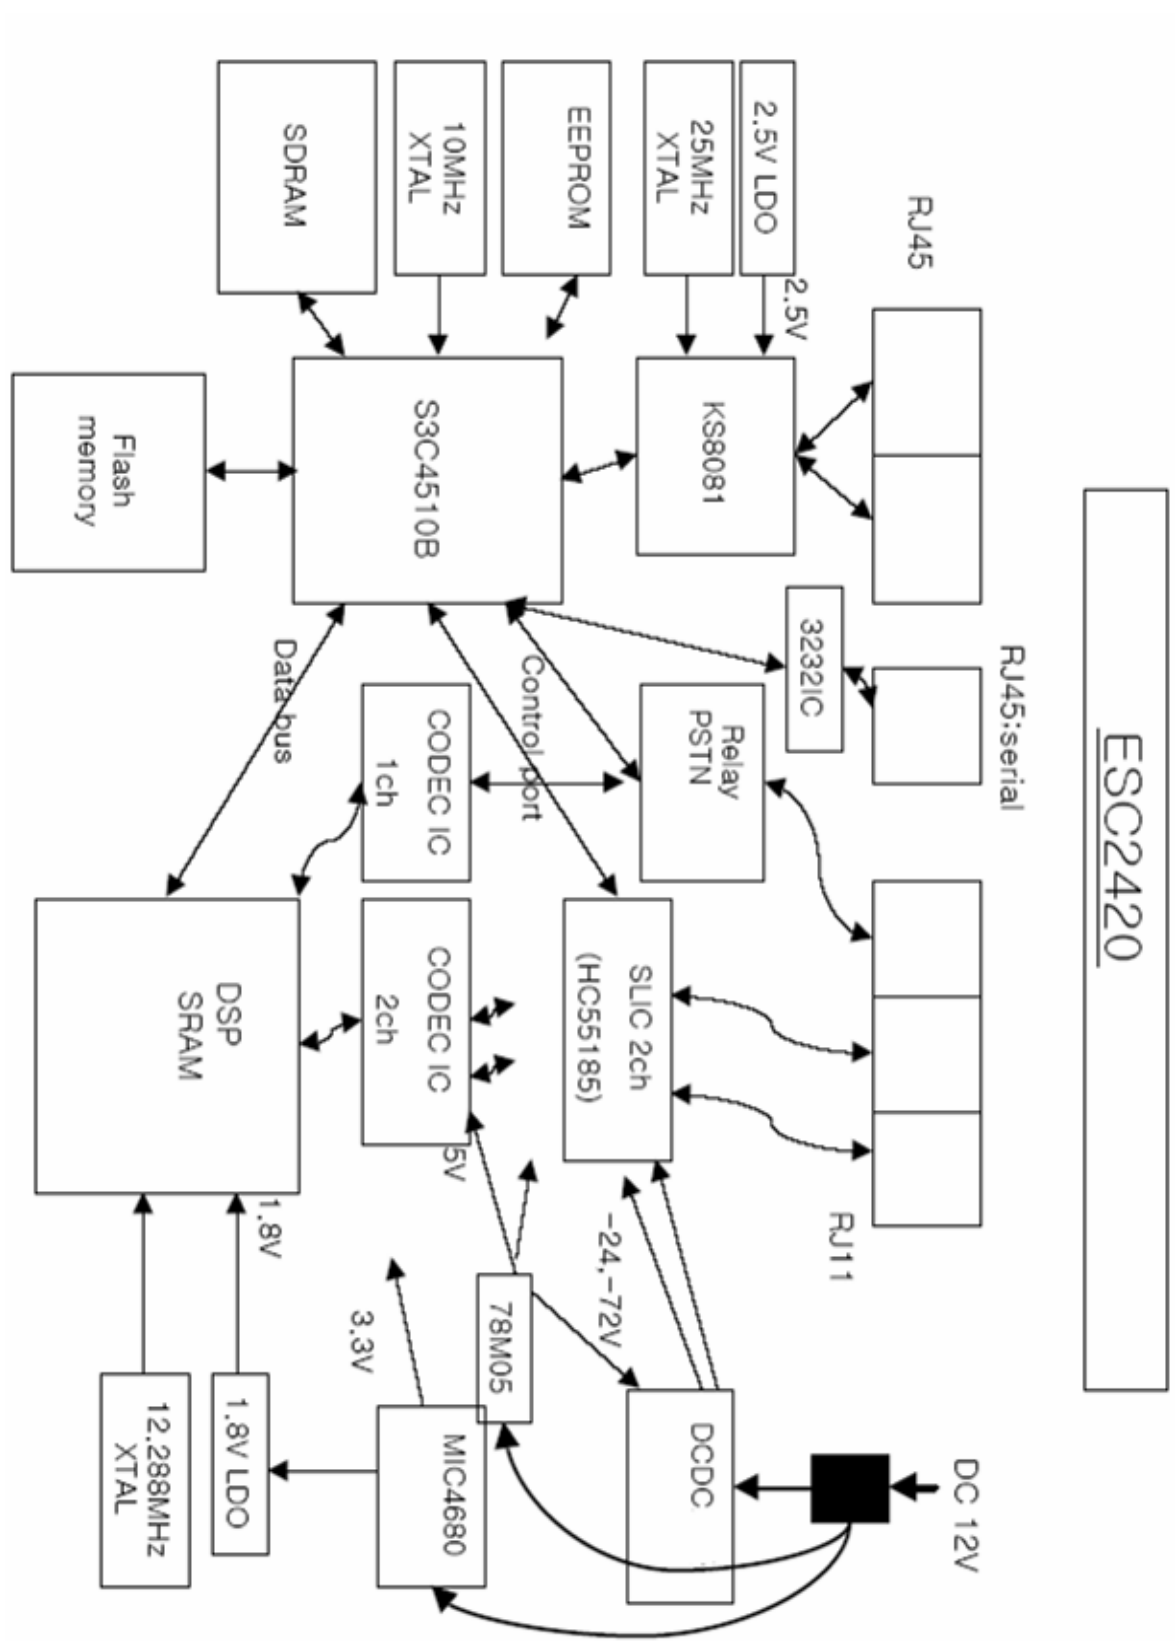 ESC2420
RJ45
RJ45:serial
RJ11
DC 12V
2.5V LDO
2.5V
25MHz
XTAL
KS8081
3232IC
Relay
PSTN
SLIC 2ch
(HC55185)
-24,-72V
DCDC
EEPROM
10MHz
XTAL
SDRAM
S3C4510B
Control port
CODEC IC
1ch
CODEC IC
2ch
5V
78M05
3.3V
MIC4680
Flash
memory
Data bus
DSP
SRAM
1.8V
1.8V LDO
12.288MHz
XTAL